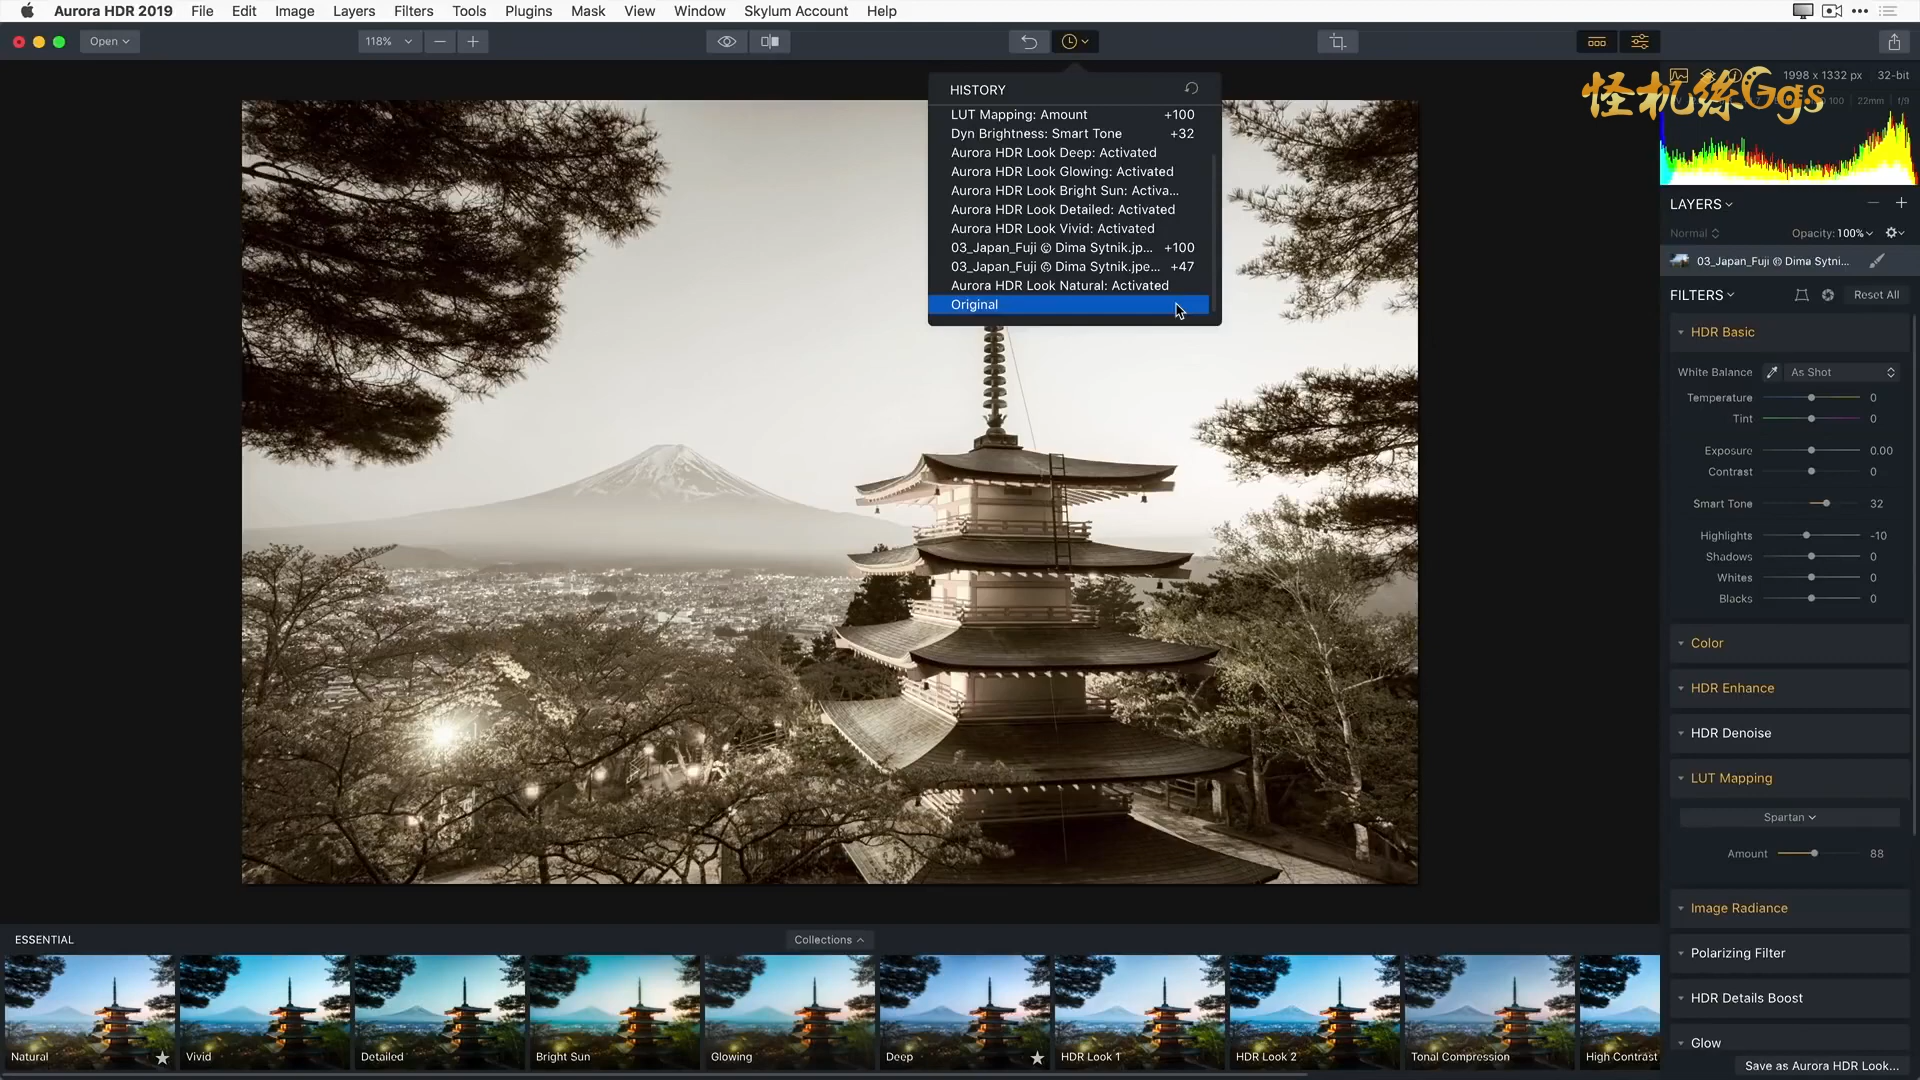 Aurora HDR 2019 File Edit Image Layers Filters Tools Plugins Mask View Window Skylum Account Help
Open 118%
怪机絲Ggs
1998 x 1332 px 32-bit
22mm f/9
HISTORY
LUT Mapping: Amount +100
Dyn Brightness: Smart Tone +32
Aurora HDR Look Deep: Activated
Aurora HDR Look Glowing: Activated
Aurora HDR Look Bright Sun: Activa...
Aurora HDR Look Detailed: Activated
Aurora HDR Look Vivid: Activated
03_Japan_Fuji © Dima Sytnik.jp... +100
03_Japan_Fuji © Dima Sytnik.jpe... +47
Aurora HDR Look Natural: Activated
Original
LAYERS
Normal Opacity: 100%
03_Japan_Fuji © Dima Sytni...
FILTERS Reset All
HDR Basic
White Balance As Shot
Temperature 0
Tint 0
Exposure 0.00
Contrast 0
Smart Tone 32
Highlights -10
Shadows 0
Whites 0
Blacks 0
Color
HDR Enhance
HDR Denoise
LUT Mapping
Spartan
Amount 88
Image Radiance
Polarizing Filter
HDR Details Boost
Glow
Save as Aurora HDR Look...
ESSENTIAL Collections
Natural Vivid Detailed Bright Sun Glowing Deep HDR Look 1 HDR Look 2 Tonal Compression High Contrast